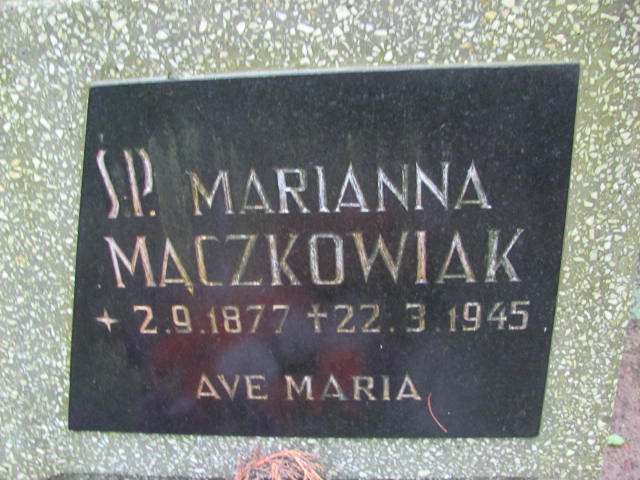 Ś.P. MARIANNA
MĄCZKOWIAK
+ 2.9.1877 †22.3.1945.
AVE MARIA